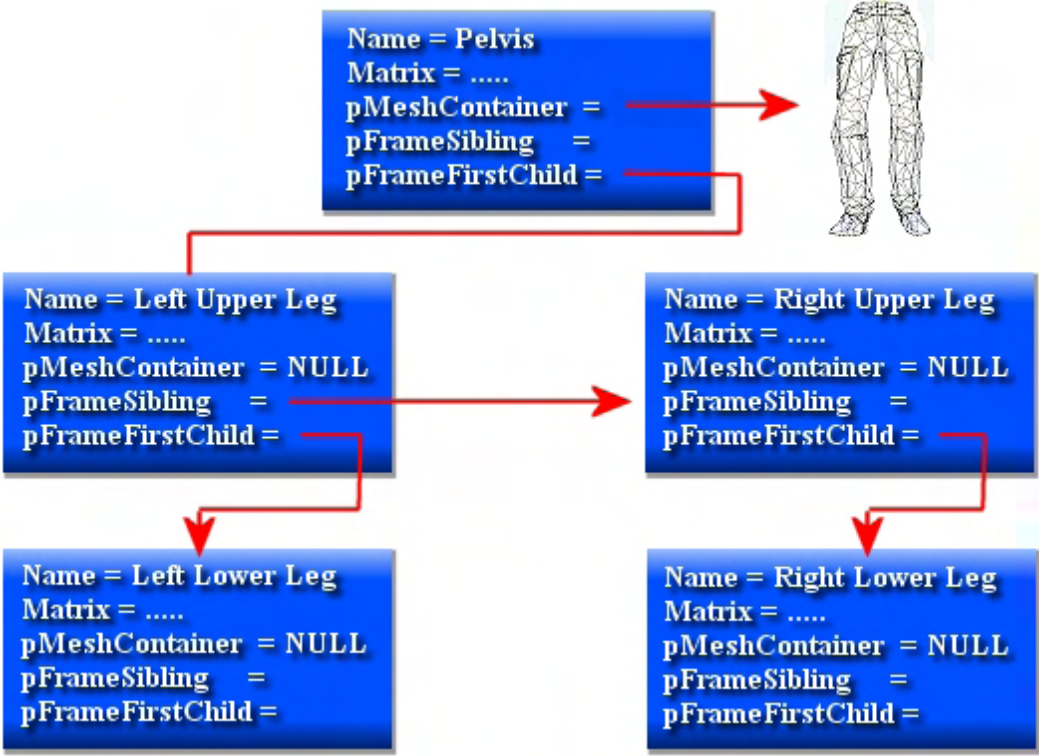 Name = Pelvis
Matrix = .....
pMeshContainer =
pFrameSibling =
pFrameFirstChild =
Name = Left Upper Leg
Matrix = .....
pMeshContainer = NULL
pFrameSibling =
pFrameFirstChild =
Name = Right Upper Leg
Matrix = .....
pMeshContainer = NULL
pFrameSibling =
pFrameFirstChild =
Name = Left Lower Leg
Matrix = .....
pMeshContainer = NULL
pFrameSibling =
pFrameFirstChild =
Name = Right Lower Leg
Matrix = .....
pMeshContainer = NULL
pFrameSibling =
pFrameFirstChild =